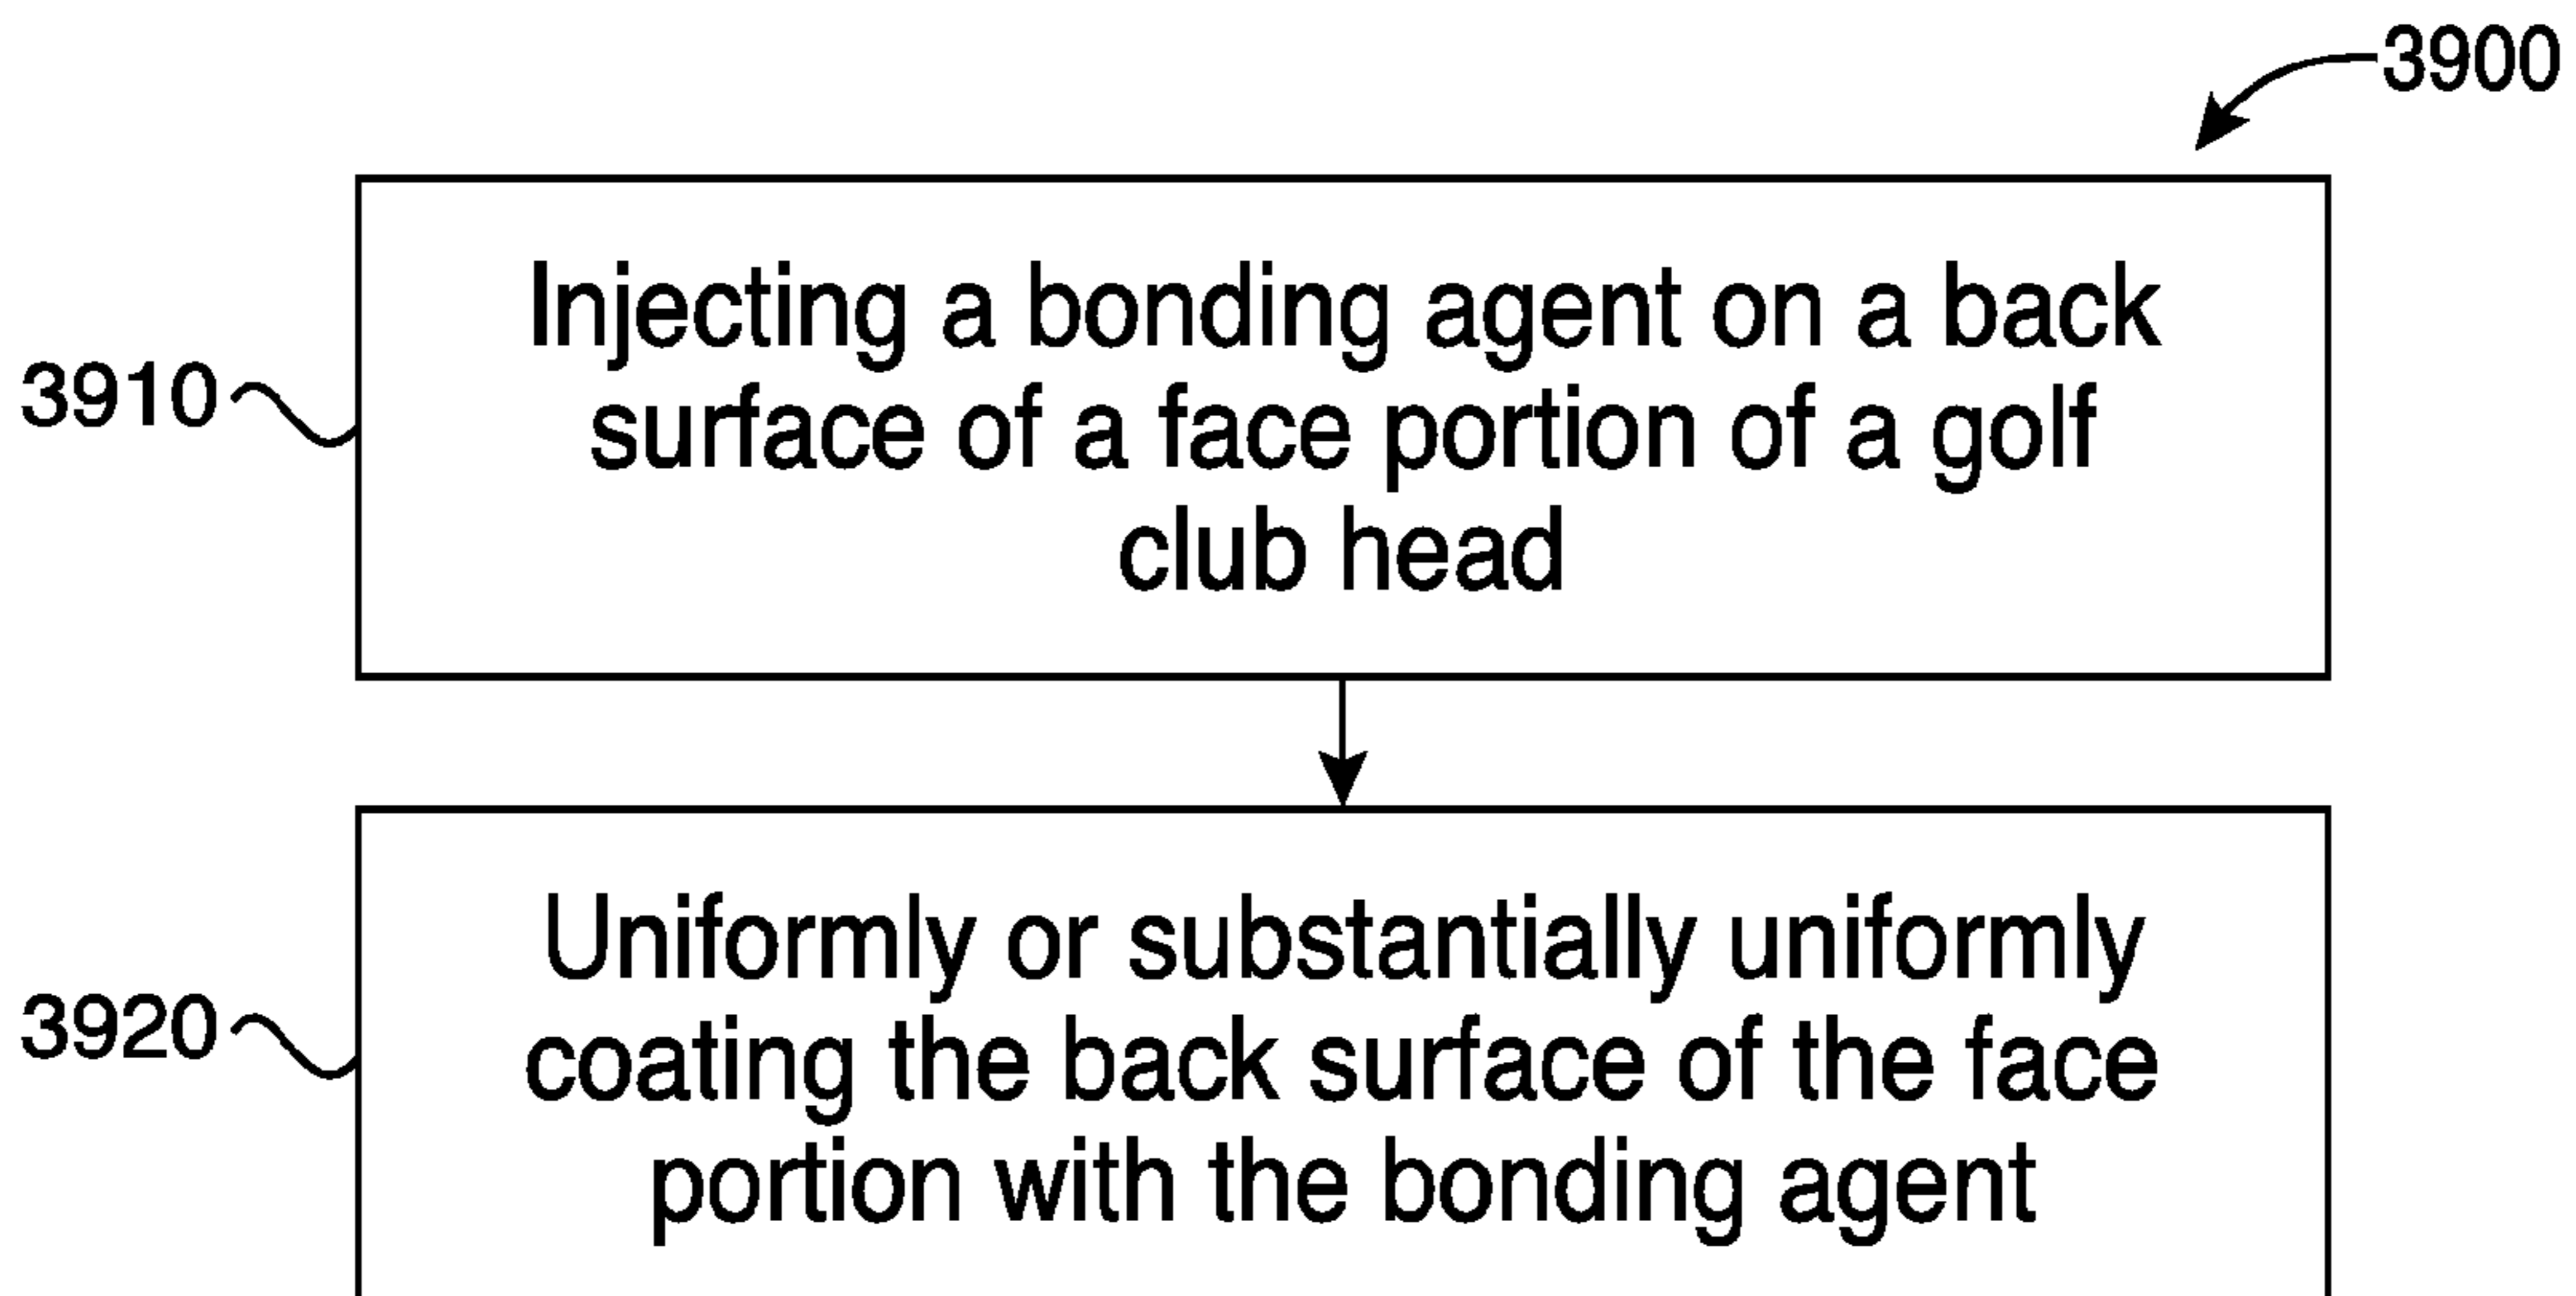 3900
Injecting a bonding agent on a back
3910
surface of a face portion of a golf
club head
Uniformly or substantially uniformly
3920
coating the back surface of the face
portion with the bonding agent